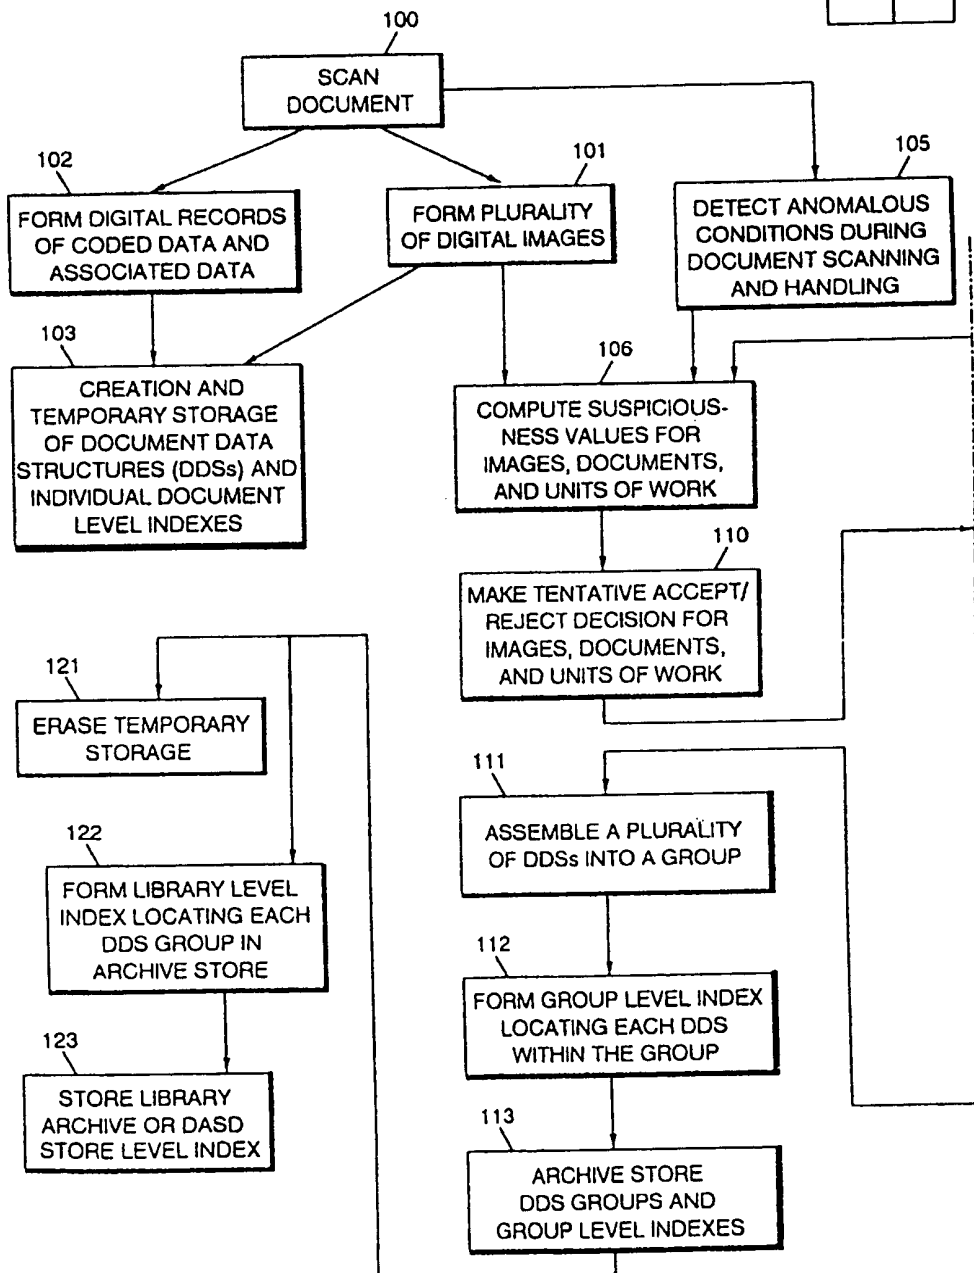 100
SCAN
DOCUMENT
102
FORM DIGITAL RECORDS
OF CODED DATA AND
ASSOCIATED DATA
101
FORM PLURALITY
OF DIGITAL IMAGES
105
DETECT ANOMALOUS
CONDITIONS DURING
DOCUMENT SCANNING
AND HANDLING
103
CREATION AND
TEMPORARY STORAGE
OF DOCUMENT DATA
STRUCTURES (DDSs) AND
INDIVIDUAL DOCUMENT
LEVEL INDEXES
106
COMPUTE SUSPICIOUS-
NESS VALUES FOR
IMAGES, DOCUMENTS,
AND UNITS OF WORK
110
MAKE TENTATIVE ACCEPT/
REJECT DECISION FOR
IMAGES, DOCUMENTS,
AND UNITS OF WORK
121
ERASE TEMPORARY
STORAGE
111
ASSEMBLE A PLURALITY
OF DDSs INTO A GROUP
122
FORM LIBRARY LEVEL
INDEX LOCATING EACH
DDS GROUP IN
ARCHIVE STORE
112
FORM GROUP LEVEL INDEX
LOCATING EACH DDS
WITHIN THE GROUP
123
STORE LIBRARY
ARCHIVE OR DASD
STORE LEVEL INDEX
113
ARCHIVE STORE
DDS GROUPS AND
GROUP LEVEL INDEXES